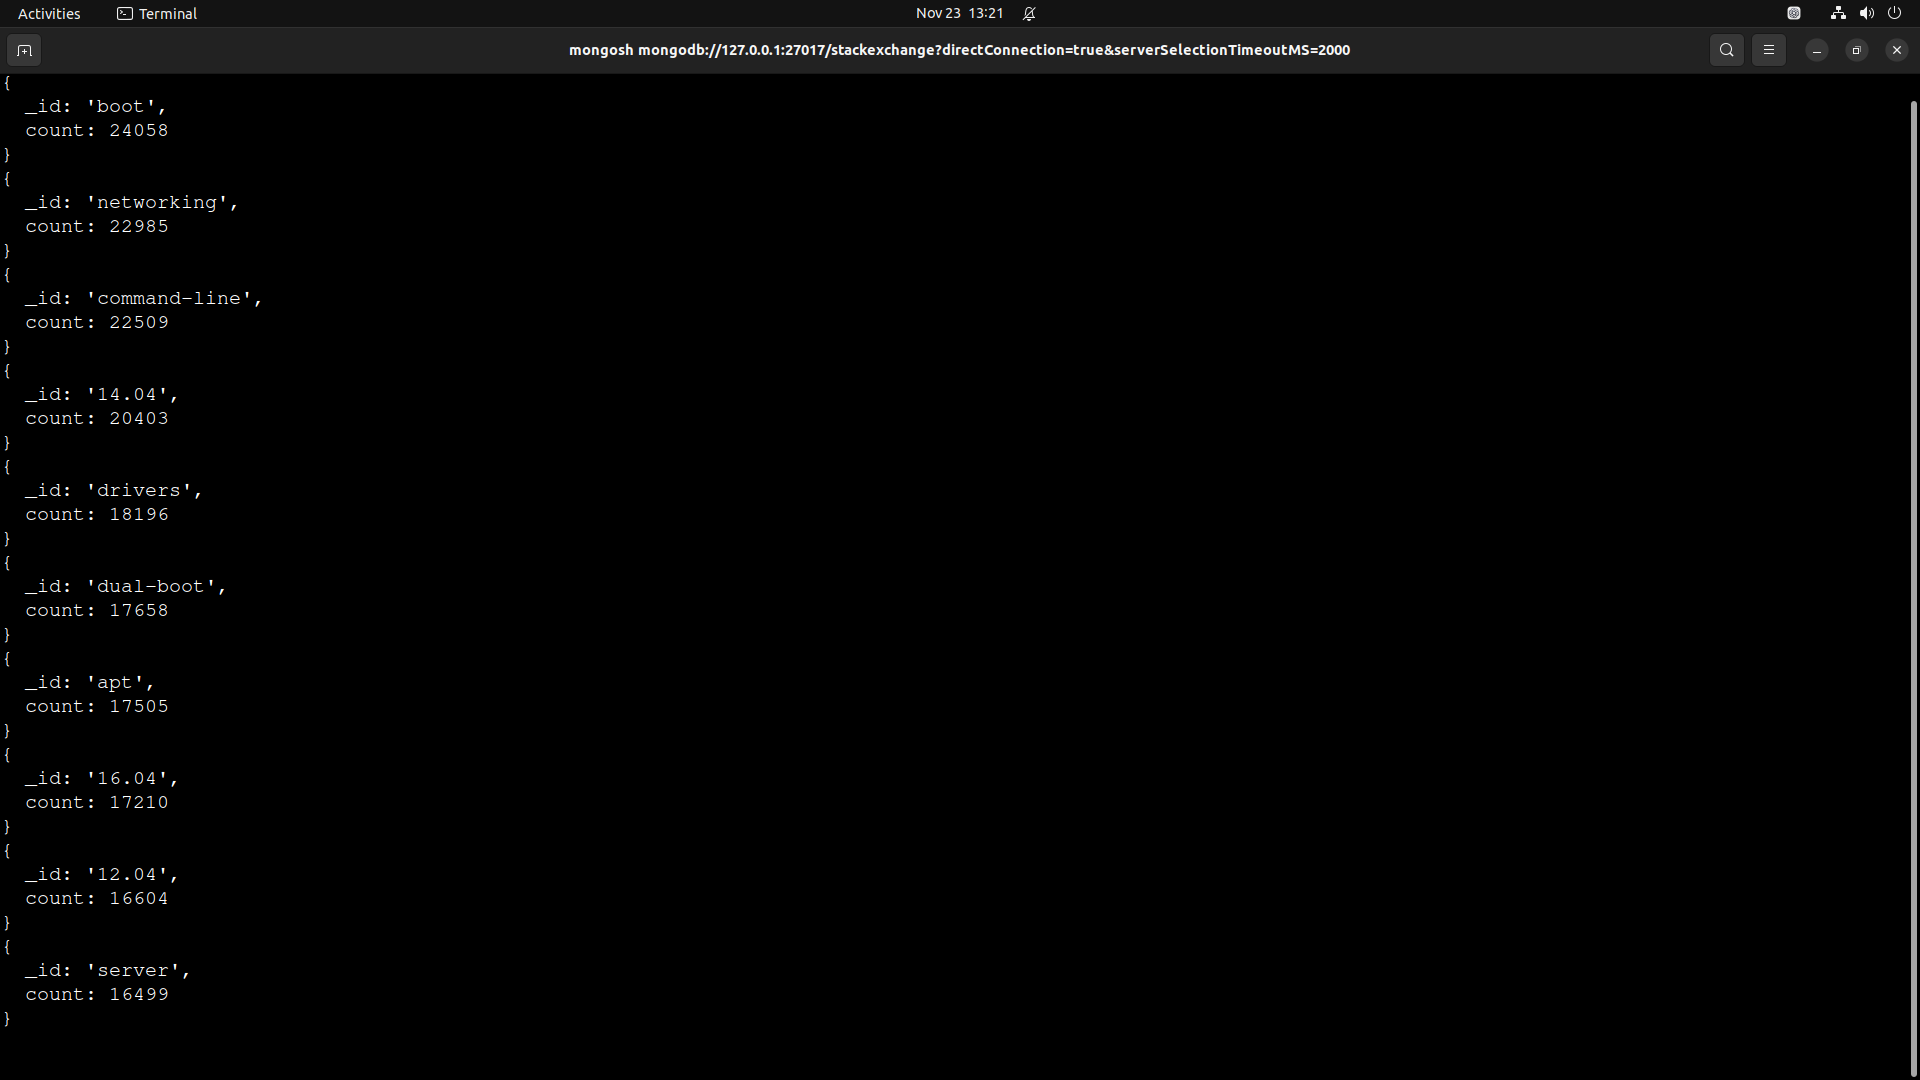 Activities
Terminal
Nov 23 13:21
mongosh mongodb://127.0.0.1:27017/stackexchange?directConnection=true&serverSelectionTimeoutMS=2000
{
  _id: 'boot',
  count: 24058
}
{
  _id: 'networking',
  count: 22985
}
{
  _id: 'command-line',
  count: 22509
}
{
  _id: '14.04',
  count: 20403
}
{
  _id: 'drivers',
  count: 18196
}
{
  _id: 'dual-boot',
  count: 17658
}
{
  _id: 'apt',
  count: 17505
}
{
  _id: '16.04',
  count: 17210
}
{
  _id: '12.04',
  count: 16604
}
{
  _id: 'server',
  count: 16499
}